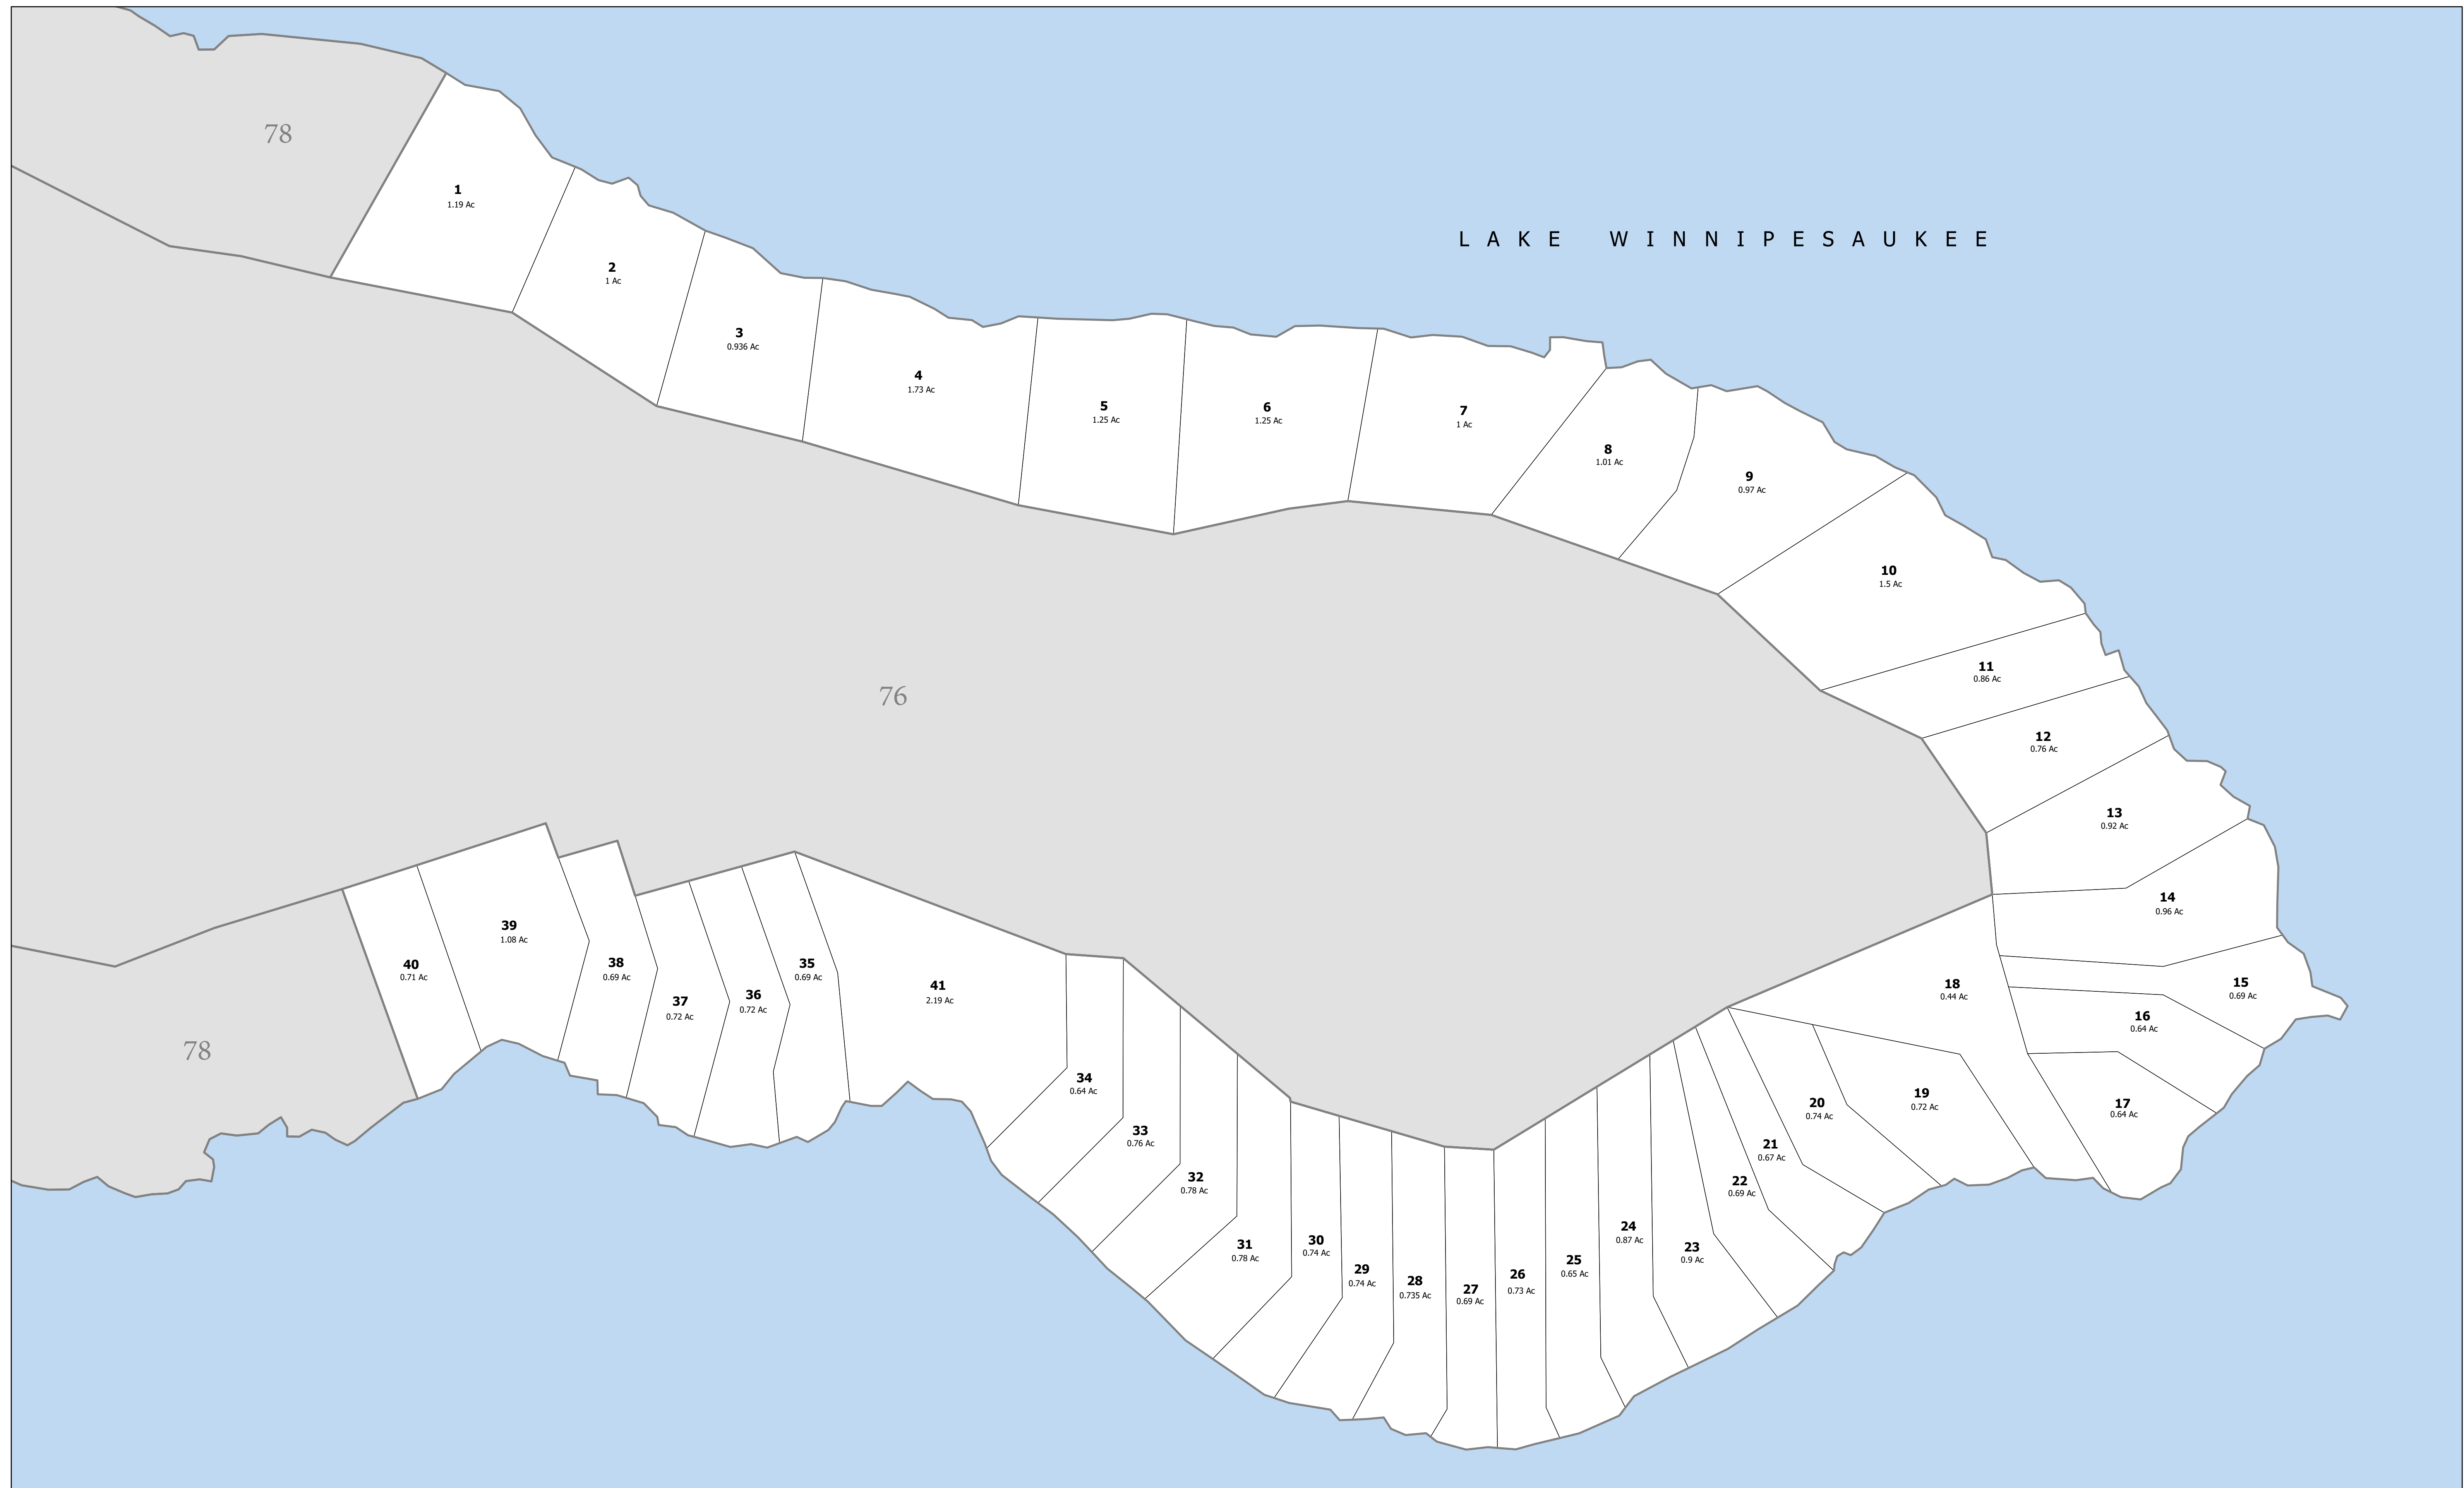 78
1
1.19 Ac
2
1 Ac
LAKE WINNIPESAUKEE
3
0.936 Ac
4
1.73 Ac
5
1.25 Ac
6
1.25 Ac
7
1 Ac
8
1.01 Ac
9
0.97 Ac
10
1.5 Ac
11
0.86 Ac
76
12
0.76 Ac
13
0.92 Ac
14
0.96 Ac
15
0.69 Ac
16
0.64 Ac
17
0.64 Ac
18
0.44 Ac
19
0.72 Ac
20
0.74 Ac
21
0.67 Ac
22
0.69 Ac
23
0.9 Ac
24
0.87 Ac
25
0.65 Ac
26
0.73 Ac
27
0.69 Ac
28
0.735 Ac
29
0.74 Ac
30
0.74 Ac
31
0.78 Ac
32
0.78 Ac
33
0.76 Ac
34
0.64 Ac
41
2.19 Ac
35
0.69 Ac
36
0.72 Ac
37
0.72 Ac
38
0.69 Ac
39
1.08 Ac
40
0.71 Ac
78